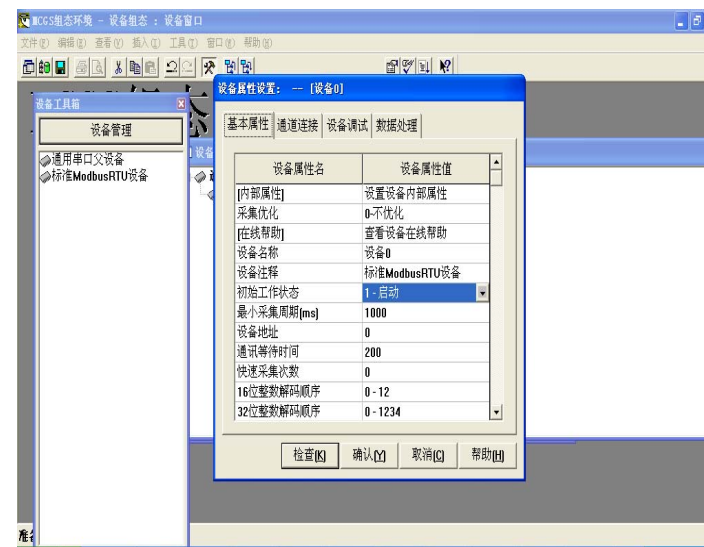 MCGS组态环境 - 设备组态 : 设备窗口
文件(F) 编辑(E) 查看(V) 插入(I) 工具(T) 窗口(W) 帮助(H)
设备工具箱
设备管理
通用串口父设备
标准ModbusRTU设备
态
设备属性设置: -- [设备0]
基本属性 通道连接 设备调试 数据处理
设备属性名 设备属性值
[内部属性] 设置设备内部属性
采集优化 0-不优化
[在线帮助] 查看设备在线帮助
设备名称 设备0
设备注释 标准ModbusRTU设备
初始工作状态 1 - 启动
最小采集周期[ms] 1000
设备地址 0
通讯等待时间 200
快速采集次数 0
16位整数解码顺序 0 - 12
32位整数解码顺序 0 - 1234
检查[K] 确认[Y] 取消[C] 帮助[H]